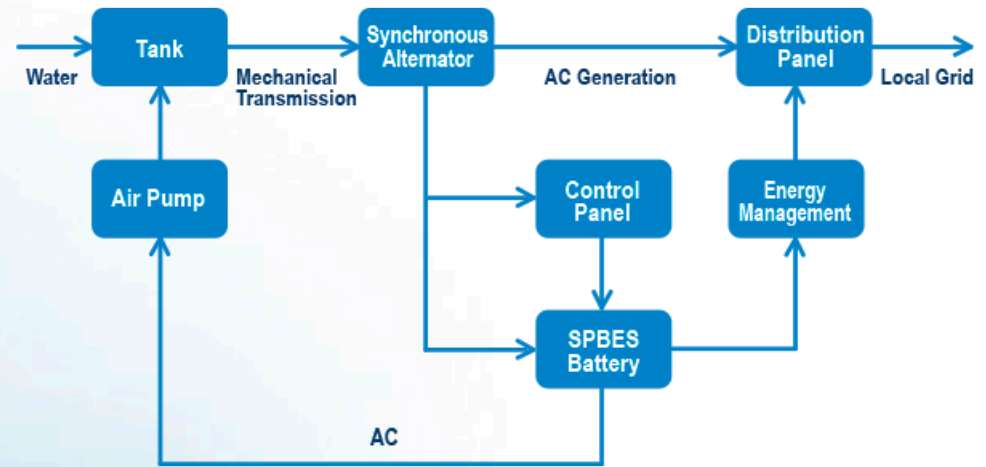 Tank
Synchronous
Alternator
Distribution
Panel
Water
Mechanical
Transmission
AC Generation
Local Grid
Air Pump
Control
Panel
Energy
Management
SPBES
Battery
AC